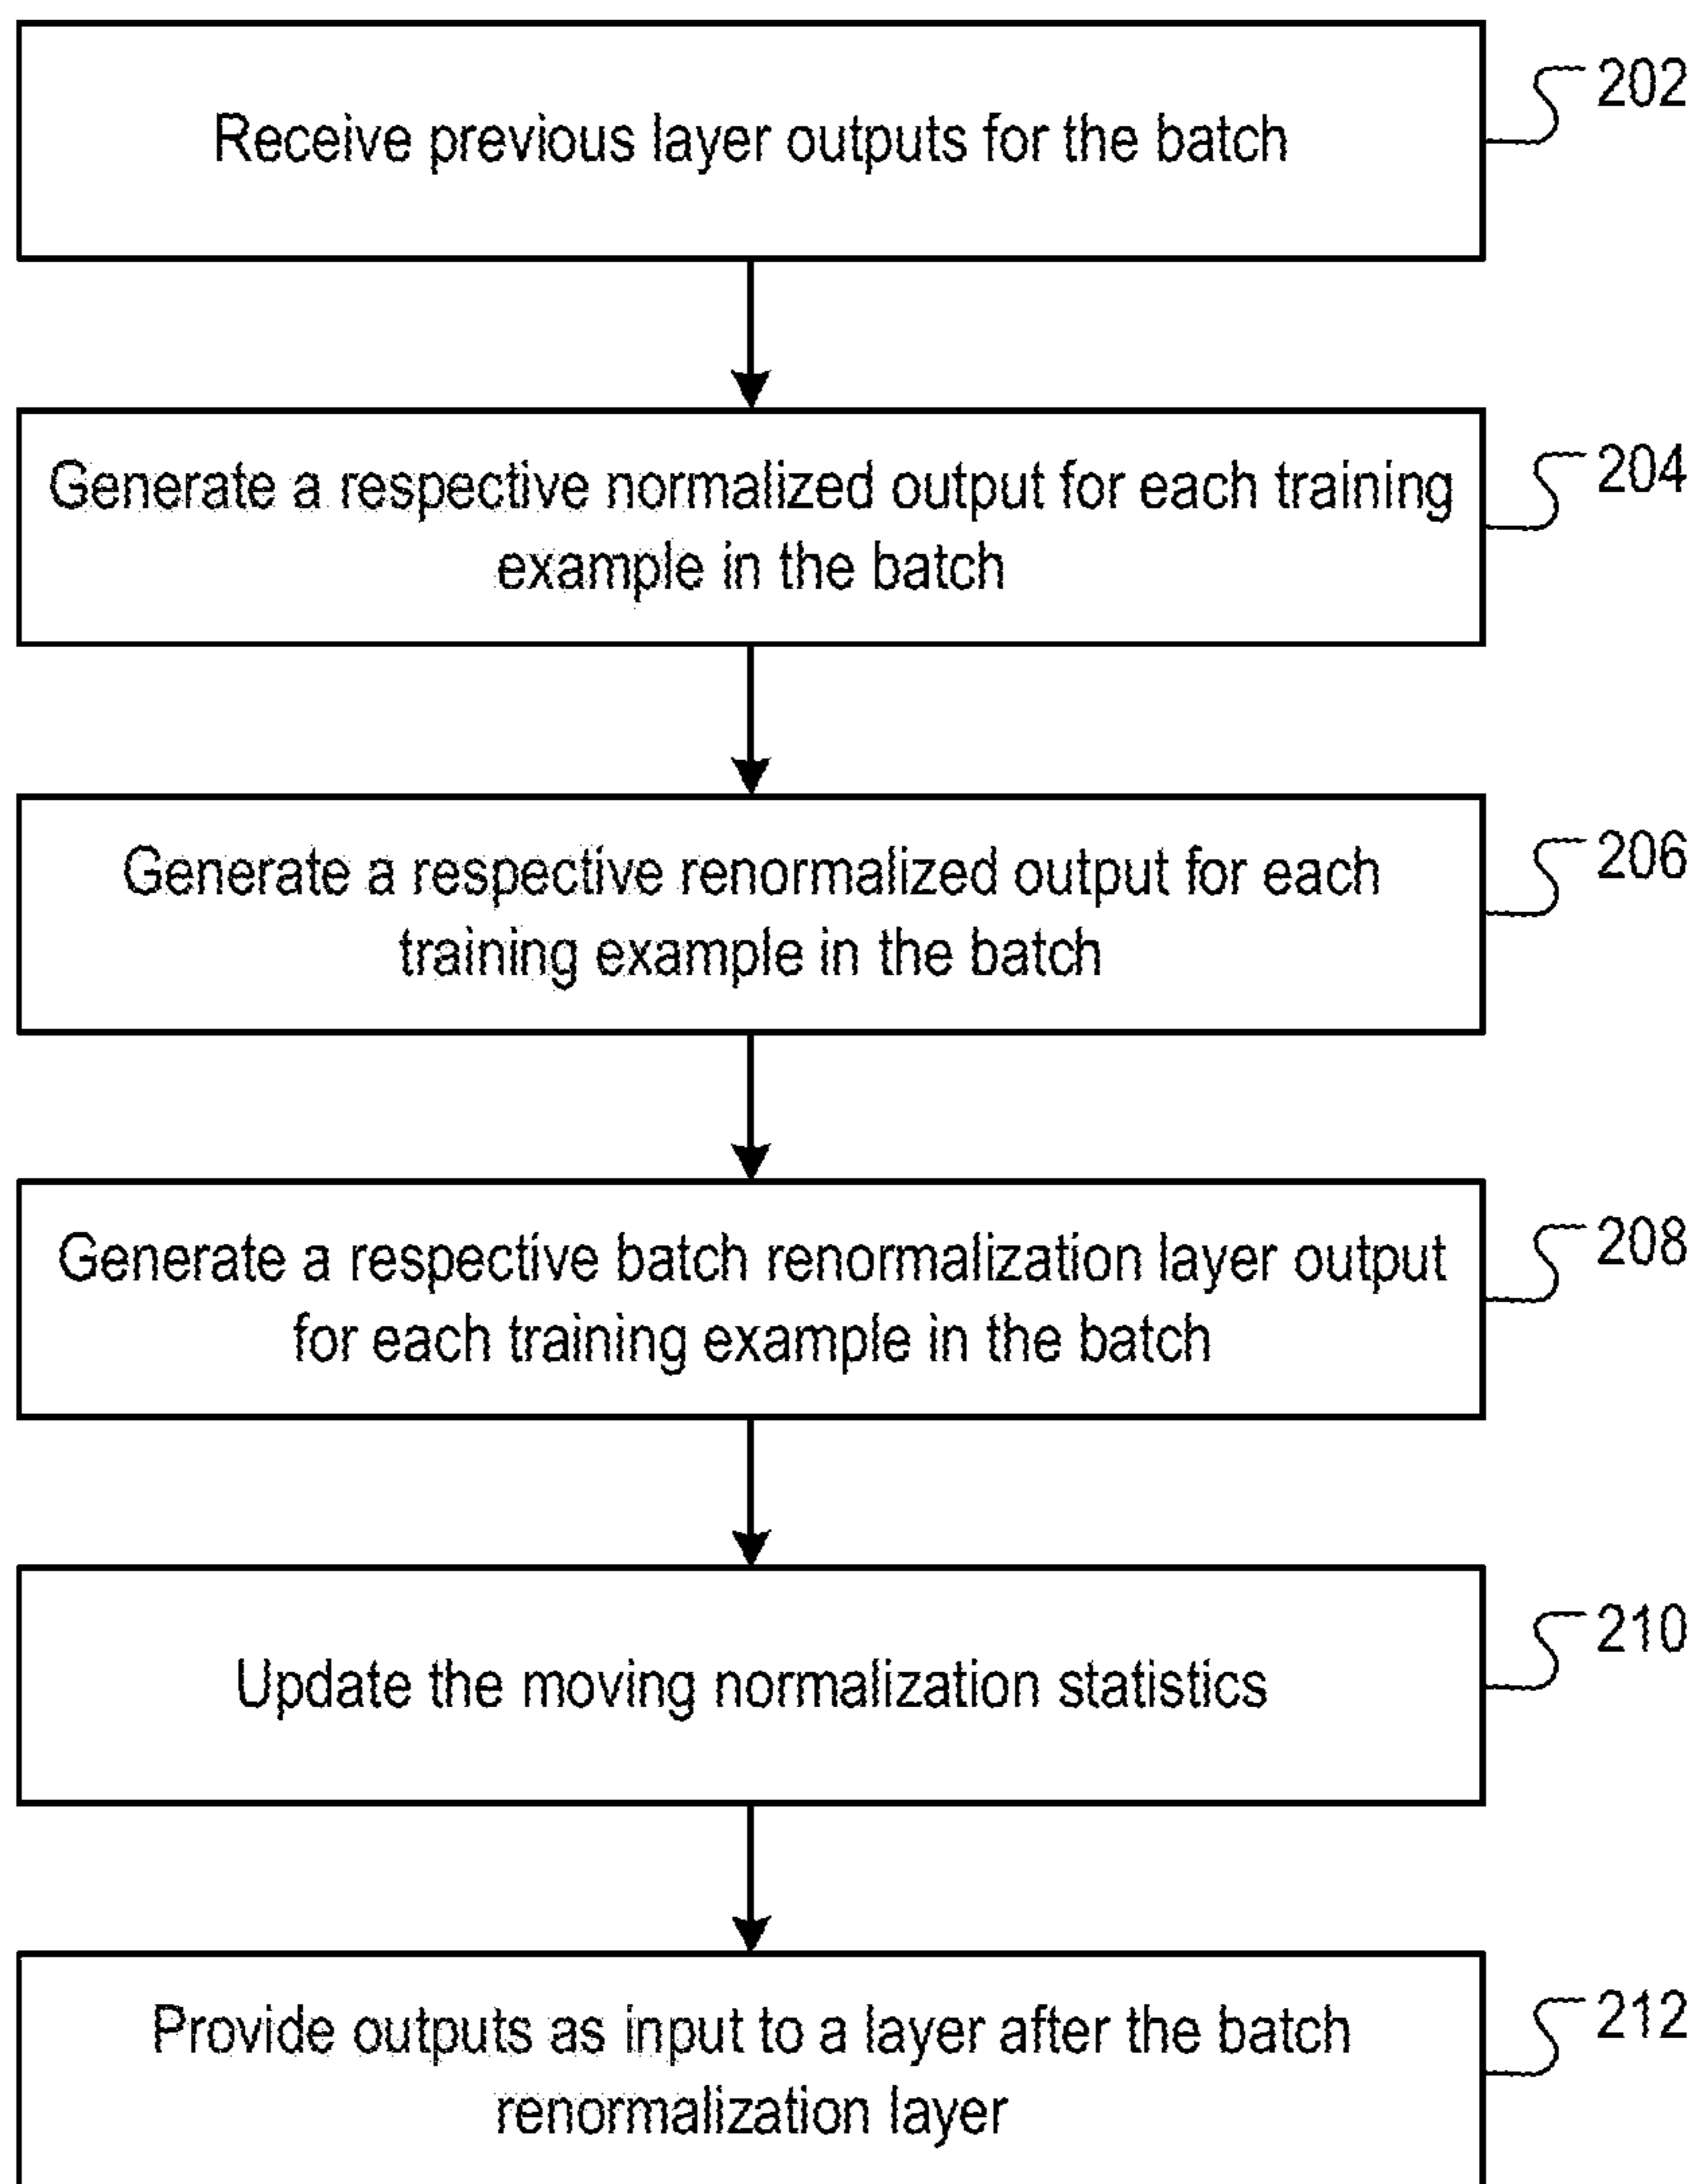 Receive previous layer outputs for the batch
202
Generate a respective normalized output for each training
example in the batch
204
Generate a respective renormalized output for each
training example in the batch
206
Generate a respective batch renormalization layer output
for each training example in the batch
208
Update the moving normalization statistics
210
Provide outputs as input to a layer after the batch
renormalization layer
212